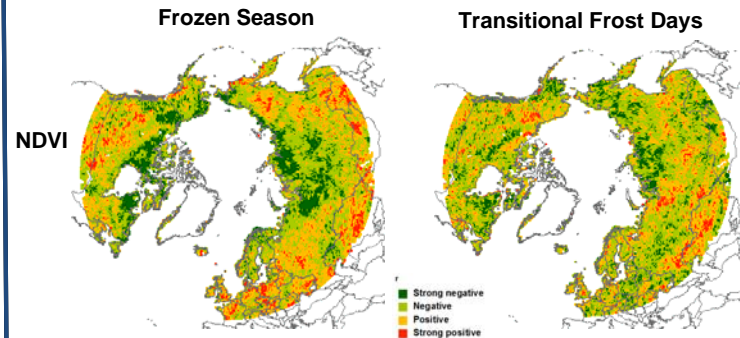 Frozen Season
Transitional Frost Days
NDVI
r
Strong negative
Negative
Positive
Strong positive